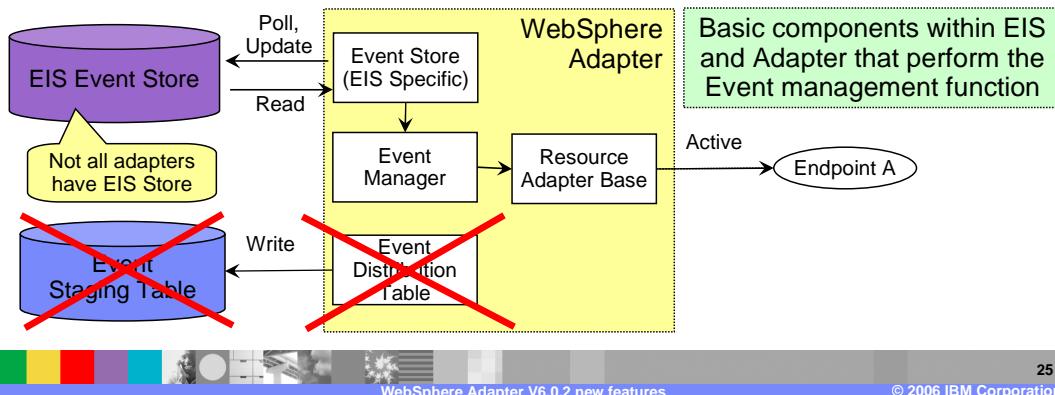 Poll,
Update
Read
EIS Event Store
Not all adapters
have EIS Store
Event
Staging Table
Write
WebSphere
Adapter
Event Store
(EIS Specific)
Event
Manager
Resource
Adapter Base
Event
Distribution
Table
Active
Endpoint A
Basic components within EIS
and Adapter that perform the
Event management function
25
WebSphere Adapter V6.0.2 new features
© 2006 IBM Corporation